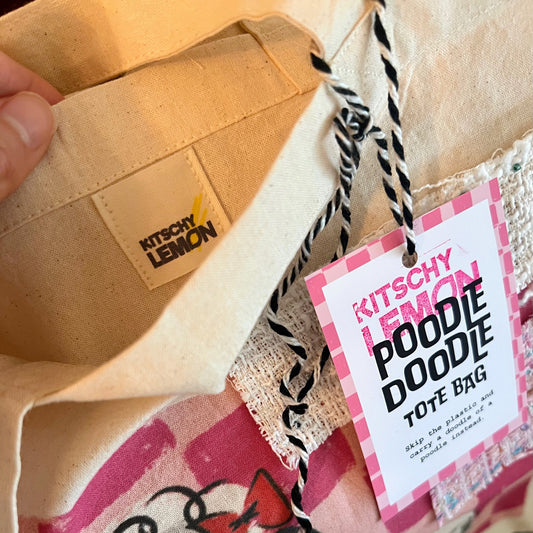 KITSCHY
LEMON
KITSCHY
LEMON
POODLE
DOODLE
TOTE BAG
Skip the plastic and
carry a doodle of a
poodle instead.